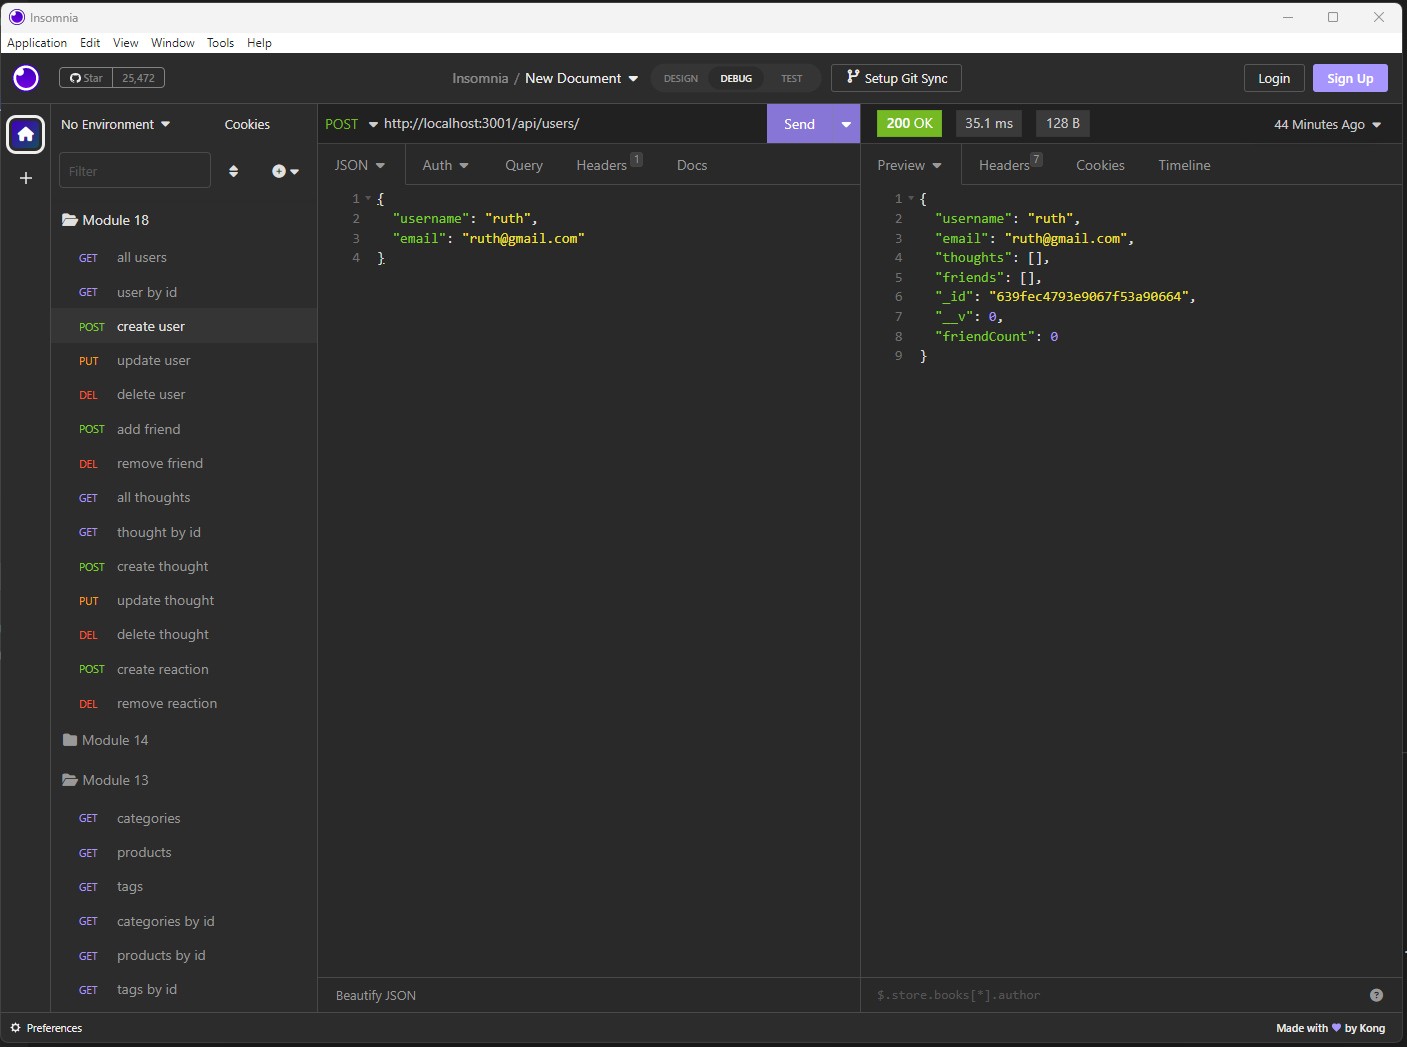 Insomnia
Application Edit View Window Tools Help
Star 25,472 Insomnia / New Document DESIGN DEBUG TEST Setup Git Sync Login Sign Up
No Environment Cookies
POST http://localhost:3001/api/users/ Send
200 OK 35.1 ms 128 B 44 Minutes Ago
Filter
JSON Auth Query Headers 1 Docs
Preview Headers 7 Cookies Timeline
Module 18
GET all users
GET user by id
POST create user
PUT update user
DEL delete user
POST add friend
DEL remove friend
GET all thoughts
GET thought by id
POST create thought
PUT update thought
DEL delete thought
POST create reaction
DEL remove reaction
Module 14
Module 13
GET categories
GET products
GET tags
GET categories by id
GET products by id
GET tags by id
1 {
2 "username": "ruth",
3 "email": "ruth@gmail.com"
4 }
Beautify JSON
1 {
2 "username": "ruth",
3 "email": "ruth@gmail.com",
4 "thoughts": [],
5 "friends": [],
6 "_id": "639fec4793e9067f53a90664",
7 "__v": 0,
8 "friendCount": 0
9 }
$.store.books[*].author ?
Preferences
Made with 💜 by Kong